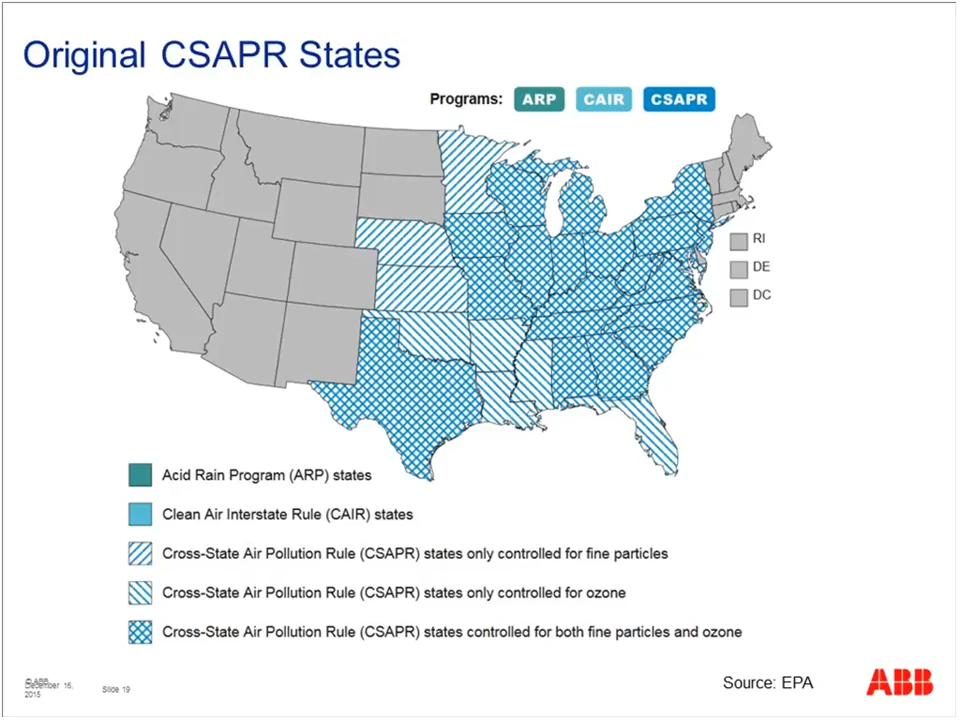 Original CSAPR States
Programs: ARP CAIR CSAPR
RI
DE
DC
Acid Rain Program (ARP) states
Clean Air Interstate Rule (CAIR) states
Cross-State Air Pollution Rule (CSAPR) states only controlled for fine particles
Cross-State Air Pollution Rule (CSAPR) states only controlled for ozone
Cross-State Air Pollution Rule (CSAPR) states controlled for both fine particles and ozone
December 16,
2015
Slide 19
Source: EPA
ABB